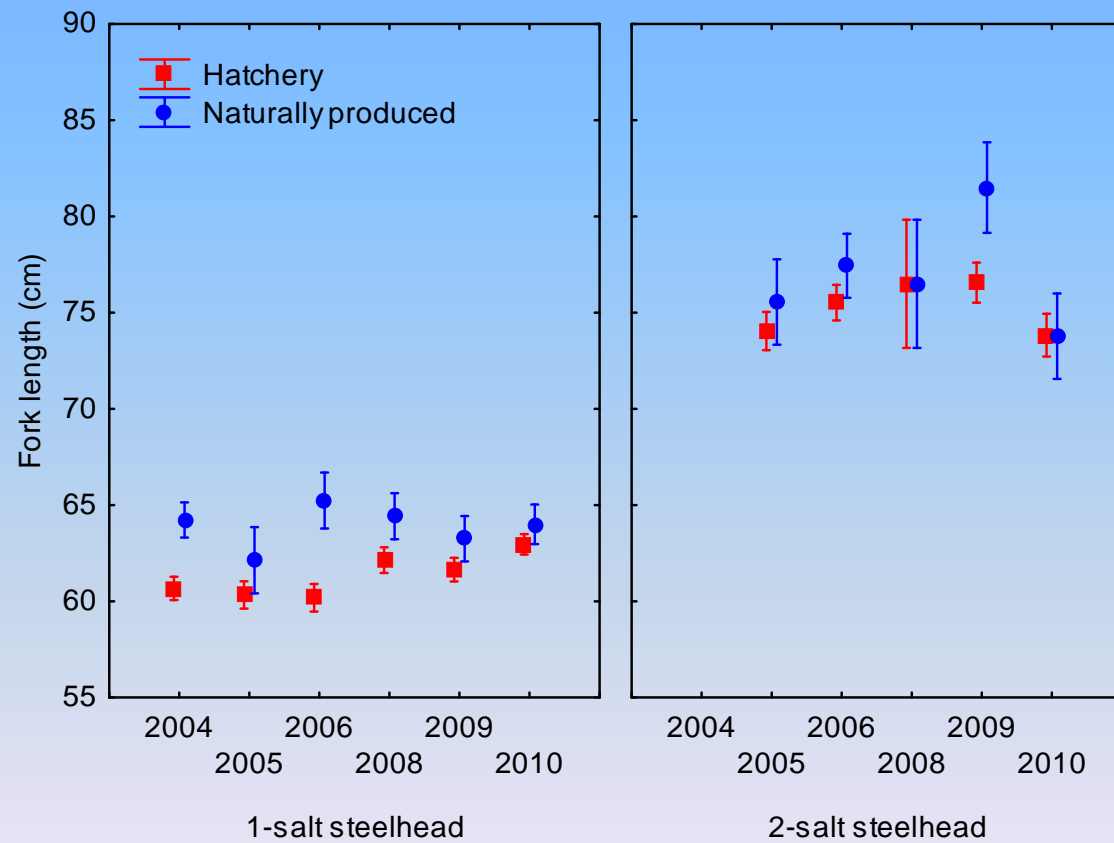 90
85
80
75
70
65
60
55
Fork length (cm)
Hatchery
Naturally produced
2004 2006 2009
2005 2008 2010
1-salt steelhead
2004 2006 2009
2005 2008 2010
2-salt steelhead